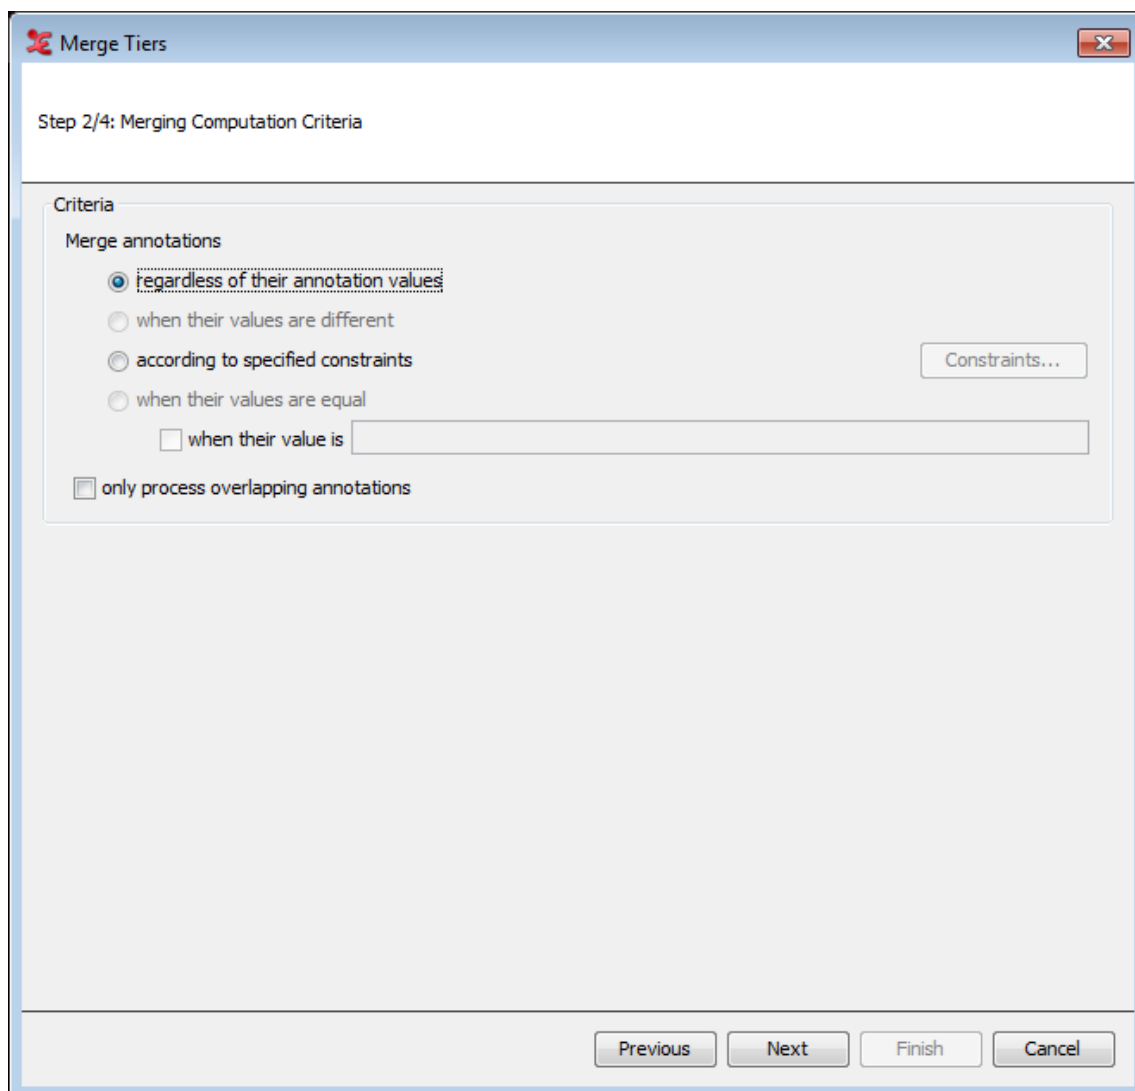 Merge Tiers
Step 2/4: Merging Computation Criteria
Criteria
Merge annotations
regardless of their annotation values
when their values are different
according to specified constraints
Constraints...
when their values are equal
when their value is
only process overlapping annotations
Previous Next Finish Cancel